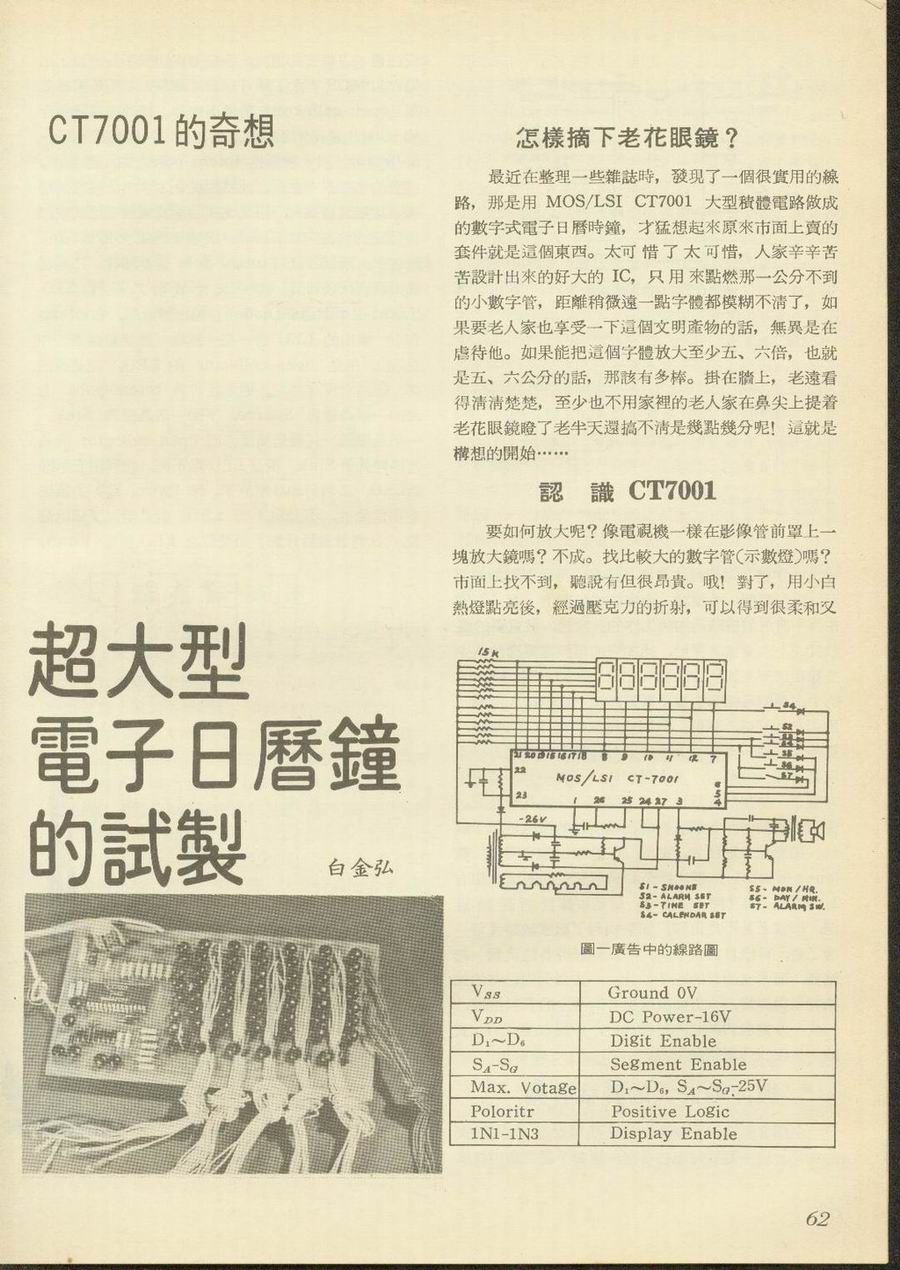 CT7001的奇想
超大型
電子日曆鐘
的試製
白金弘
怎樣摘下老花眼鏡？
最近在整理一些雜誌時，發現了一個很實用的線
路，那是用 MOS/LSI CT7001 大型積體電路做成
的數字式電子日曆時鐘，才猛想起來原來市面上賣的
套件就是這個東西。太可惜了太可惜，人家辛辛苦
苦設計出來的好大的 IC，只用來點燃那一公分不到
的小數字管，距離稍微遠一點字體都模糊不清了，如
果要老人家也享受一下這個文明產物的話，無異是在
虐待他。如果能把這個字體放大至少五、六倍，也就
是五、六公分的話，那該有多棒。掛在牆上，老遠看
得清清楚楚，至少也不用家裡的老人家在鼻尖上提着
老花眼鏡瞪了老半天還搞不清是幾點幾分呢！這就是
構想的開始……
認 識 CT7001
要如何放大呢？像電視機一樣在影像管前罩上一
塊放大鏡嗎？不成。找比較大的數字管（示數燈）嗎？
市面上找不到，聽說有但很昂貴。哦！對了，用小白
熱燈點亮後，經過壓克力的折射，可以得到很柔和又
15K
S4
S2
S5
S6
S7
21 20 19 15 16 17 18 8 9 10 11 12 7
22
MOS/LSI CT-7001
6
5
23
4
1 26 25 24 27 3
-26V
S1 - SNOONE
S2 - ALARM SET
S3 - TIME SET
S4 - CALENDAR SET
S5 - MON / HR.
S6 - DAY / MIN.
S7 - ALARM SW.
圖一廣告中的線路圖
VSS Ground 0V
VDD DC Power-16V
D1～D6 Digit Enable
SA-SG Segment Enable
Max. Votage D1～D6, SA～SG-25V
Poloritr Positive Logic
1N1-1N3 Display Enable
62